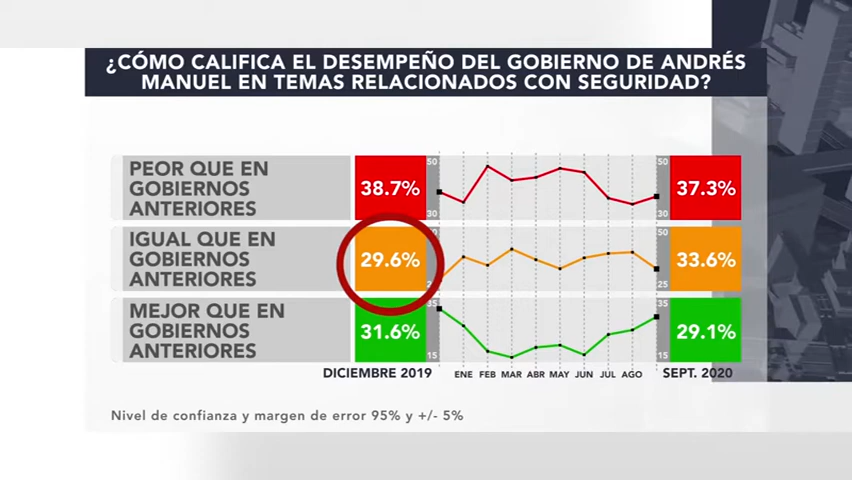 ¿CÓMO CALIFICA EL DESEMPEÑO DEL GOBIERNO DE ANDRÉS
MANUEL EN TEMAS RELACIONADOS CON SEGURIDAD?
PEOR QUE EN
GOBIERNOS
ANTERIORES
38.7%
50
30
50
30
37.3%
IGUAL QUE EN
GOBIERNOS
ANTERIORES
29.6%
50
25
33.6%
MEJOR QUE EN
GOBIERNOS
ANTERIORES
31.6%
35
15
35
15
29.1%
DICIEMBRE 2019 ENE FEB MAR ABR MAY JUN JUL AGO SEPT. 2020
Nivel de confianza y margen de error 95% y +/- 5%